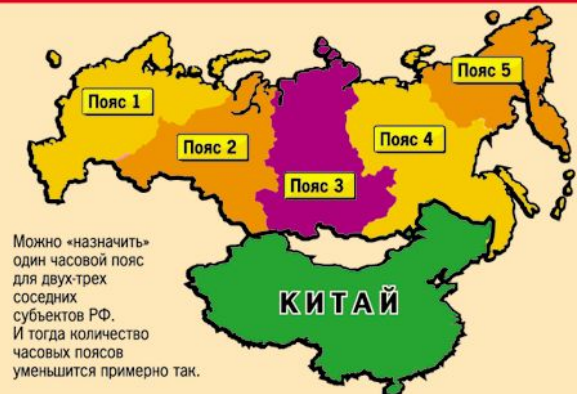 Пояс 1
Пояс 2
Пояс 3
Пояс 4
Пояс 5
КИТАЙ
Можно «назначить»
один часовой пояс
для двух-трех
соседних
субъектов РФ.
И тогда количество
часовых поясов
уменьшится примерно так.